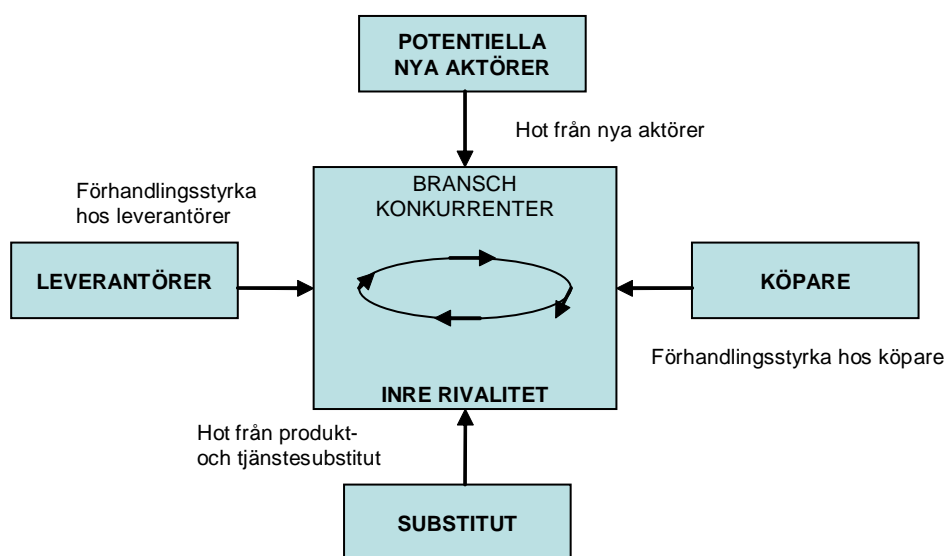 POTENTIELLA
NYA AKTÖRER
Hot från nya aktörer
BRANSCH
KONKURRENTER
Förhandlingsstyrka
hos leverantörer
LEVERANTÖRER
KÖPARE
Förhandlingsstyrka hos köpare
INRE RIVALITET
Hot från produkt-
och tjänstesubstitut
SUBSTITUT